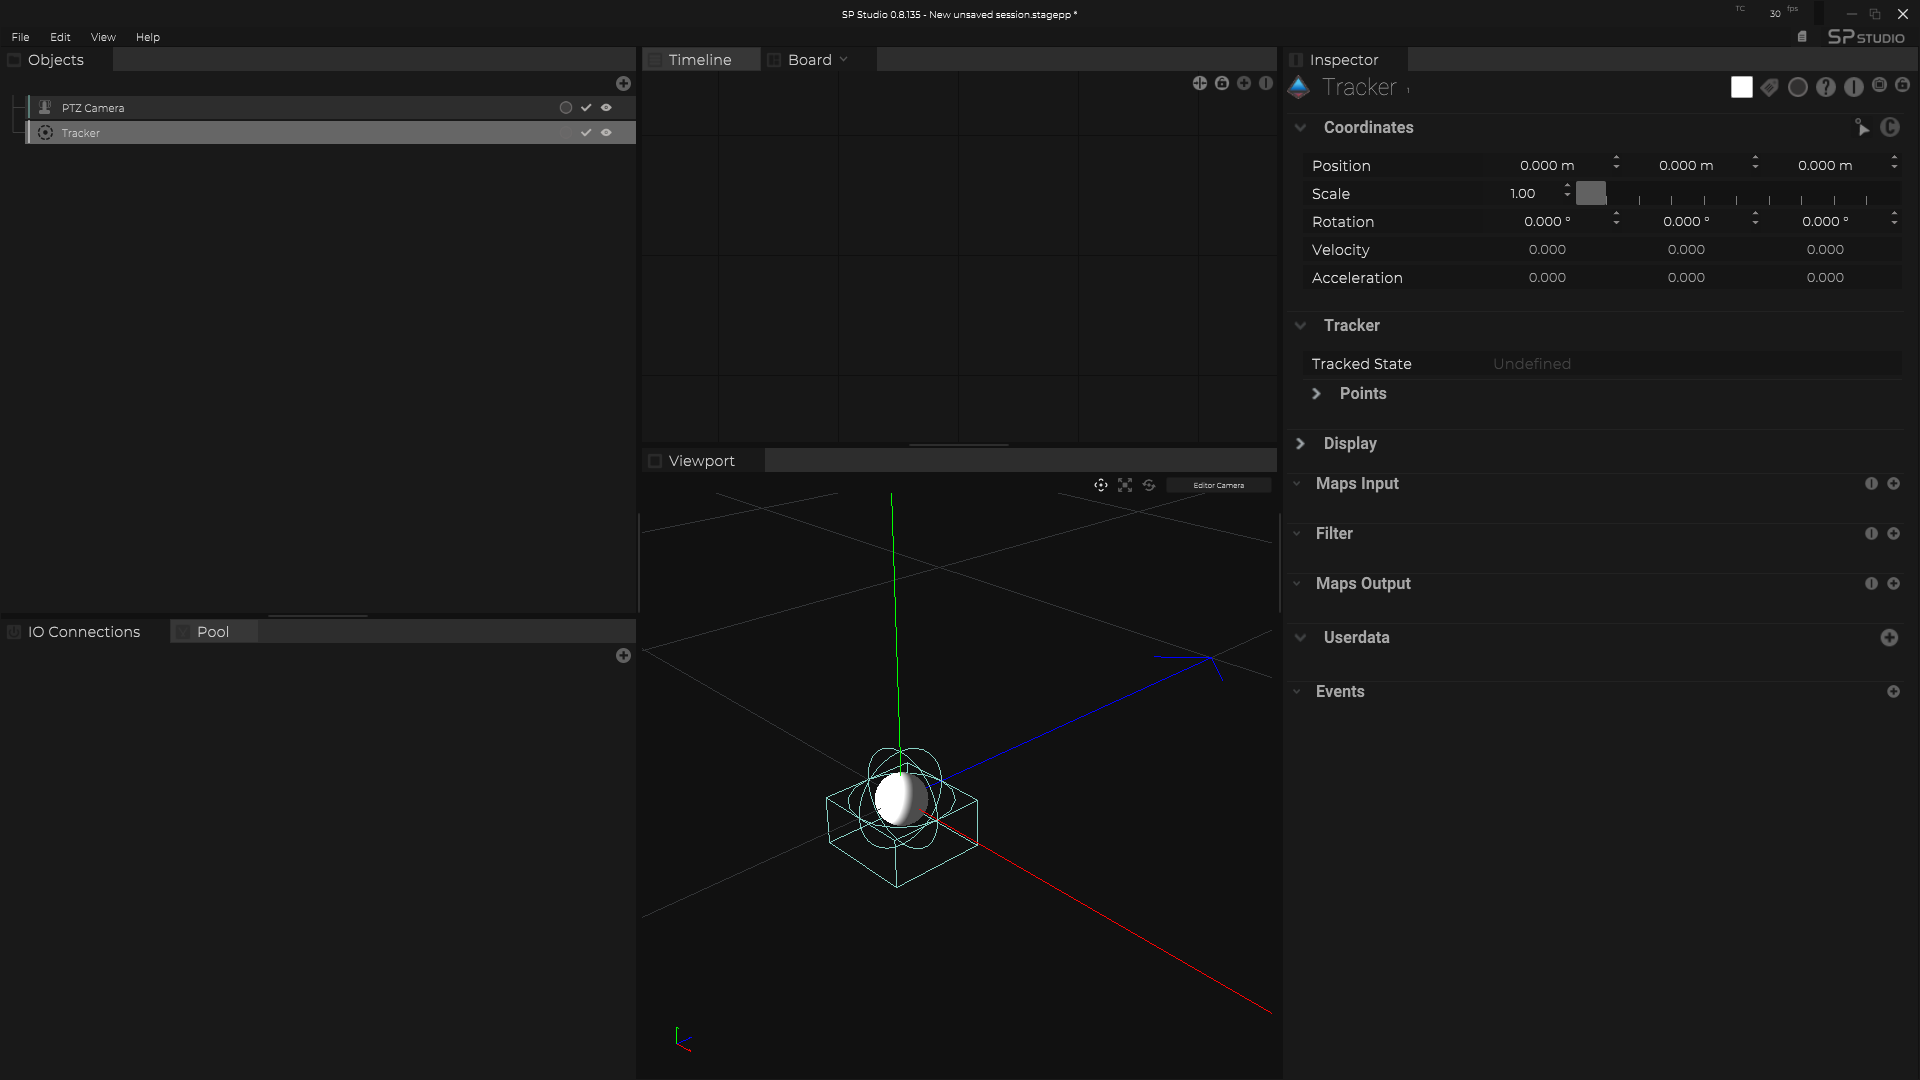 SP Studio 0.8.135 - New unsaved session.stagepp *
TC
30 fps
File Edit View Help
SP STUDIO
Objects
PTZ Camera
Tracker
IO Connections Pool
Timeline Board
Viewport
Editor Camera
Inspector
Tracker 1
Coordinates
C
Position 0.000 m 0.000 m 0.000 m
Scale 1.00
Rotation 0.000 ° 0.000 ° 0.000 °
Velocity 0.000 0.000 0.000
Acceleration 0.000 0.000 0.000
Tracker
Tracked State Undefined
Points
Display
Maps Input
Filter
Maps Output
Userdata
Events